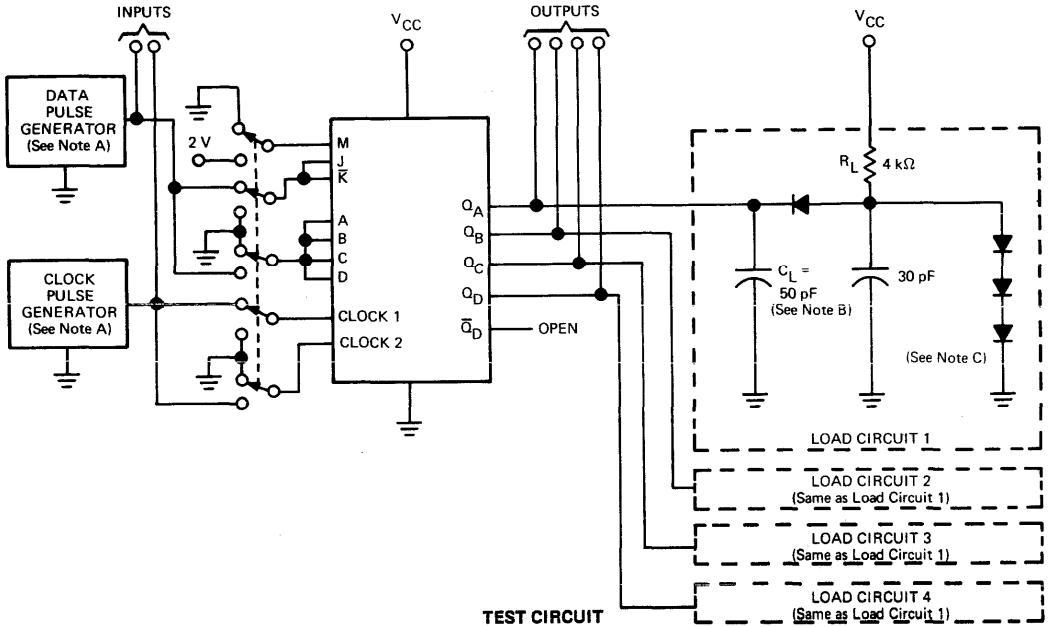 INPUTS
OUTPUTS
VCC
VCC
DATA
PULSE
GENERATOR
(See Note A)
2 V
M
J
K̅
A
B
C
D
CLOCK 1
CLOCK 2
QA
QB
QC
QD
Q̅D
OPEN
CLOCK
PULSE
GENERATOR
(See Note A)
RL
4 kΩ
CL =
50 pF
(See Note B)
30 pF
(See Note C)
LOAD CIRCUIT 1
LOAD CIRCUIT 2
(Same as Load Circuit 1)
LOAD CIRCUIT 3
(Same as Load Circuit 1)
LOAD CIRCUIT 4
(Same as Load Circuit 1)
TEST CIRCUIT